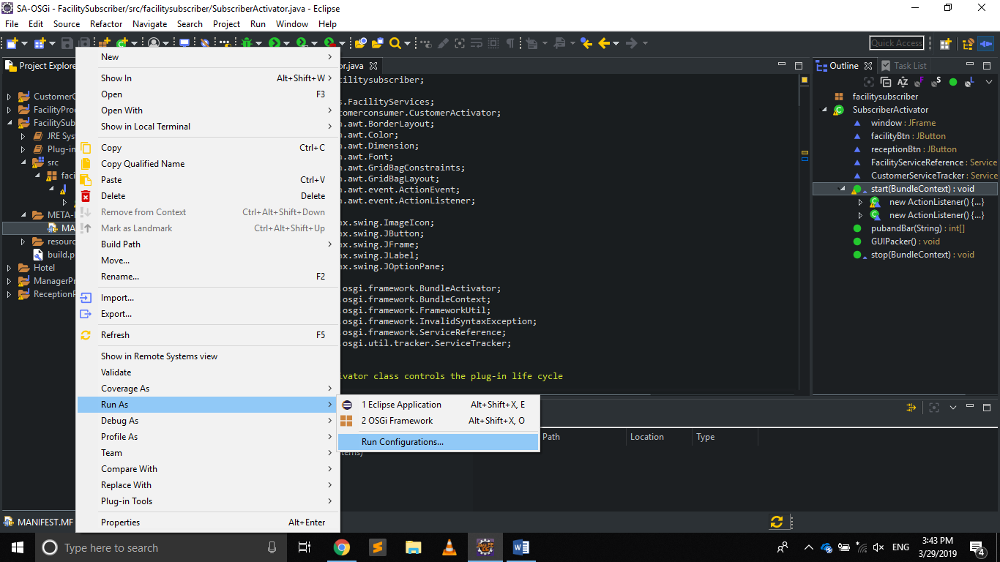 SA-OSGi - FacilitySubscriber/src/facilitysubscriber/SubscriberActivator.java - Eclipse
File Edit Source Refactor Navigate Search Project Run Window Help
Quick Access
Project Explore
CustomerC
FacilityProd
FacilitySub
JRE Sys
Plug-in
src
faci
META-I
MA
resourc
build.p
Hotel
ManagerPr
ReceptionP
New
Show In Alt+Shift+W
Open F3
Open With
Show in Local Terminal
Copy Ctrl+C
Copy Qualified Name
Paste Ctrl+V
Delete Delete
Remove from Context Ctrl+Alt+Shift+Down
Mark as Landmark Ctrl+Alt+Shift+Up
Build Path
Move...
Rename... F2
Import...
Export...
Refresh F5
Show in Remote Systems view
Validate
Coverage As
Run As
Debug As
Profile As
Team
Compare With
Replace With
Plug-in Tools
Properties Alt+Enter
1 Eclipse Application Alt+Shift+X, E
2 OSGi Framework Alt+Shift+X, O
Run Configurations...
or.java
cilitysubscriber;
s.FacilityServices;
tomerconsumer.CustomerActivator;
a.awt.BorderLayout;
a.awt.Color;
a.awt.Dimension;
a.awt.Font;
a.awt.GridBagConstraints;
a.awt.GridBagLayout;
a.awt.event.ActionEvent;
a.awt.event.ActionListener;
ax.swing.ImageIcon;
ax.swing.JButton;
ax.swing.JFrame;
ax.swing.JLabel;
ax.swing.JOptionPane;
.osgi.framework.BundleActivator;
.osgi.framework.BundleContext;
.osgi.framework.FrameworkUtil;
.osgi.framework.InvalidSyntaxException;
.osgi.framework.ServiceReference;
.osgi.util.tracker.ServiceTracker;
ivator class controls the plug-in life cycle
Path Location Type
items)
Outline Task List
facilitysubscriber
SubscriberActivator
window : JFrame
facilityBtn : JButton
receptionBtn : JButton
FacilityServiceReference : Service
CustomerServiceTracker : Service
start(BundleContext) : void
new ActionListener() {...}
new ActionListener() {...}
pubandBar(String) : int[]
GUIPacker() : void
stop(BundleContext) : void
MANIFEST.MF
Type here to search
ENG
3:43 PM
3/29/2019
4